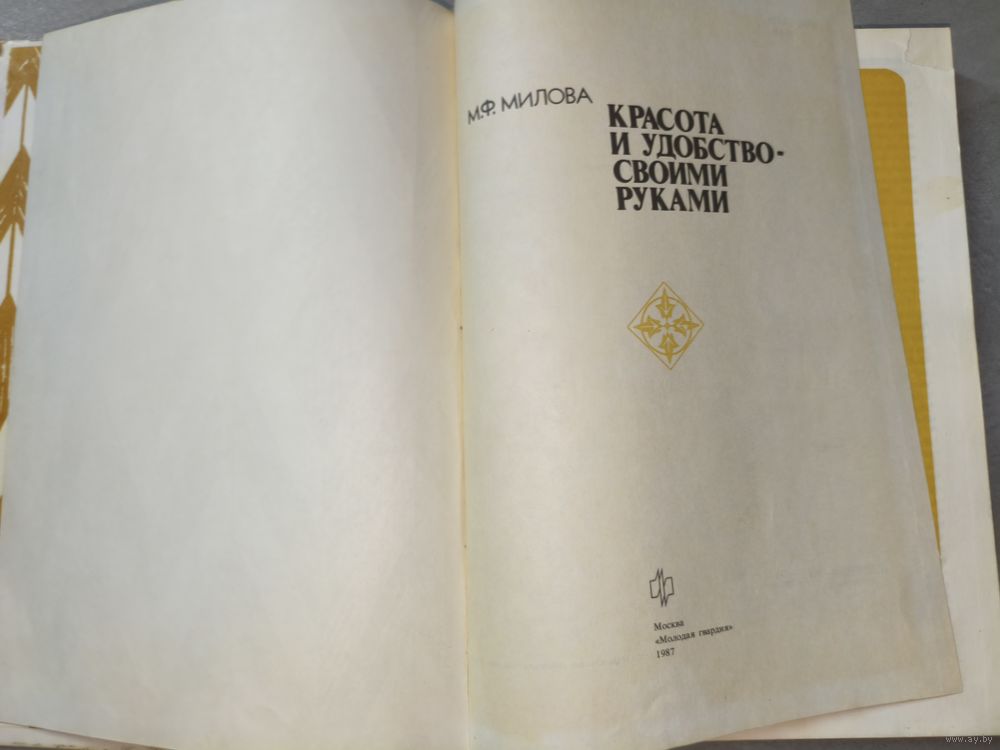 М.Ф. МИЛОВА
КРАСОТА
И УДОБСТВО-
СВОИМИ
РУКАМИ
Москва
«Молодая гвардия»
1987
www.ay.by